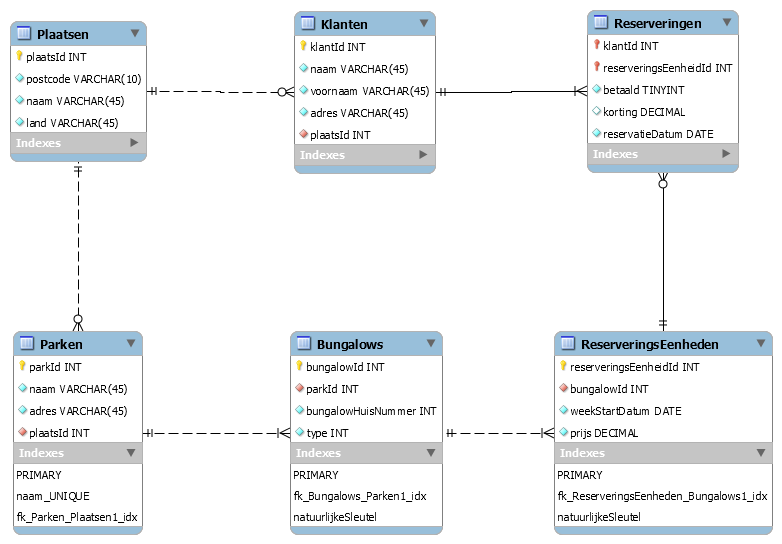 Plaatsen
plaatsId INT
postcode VARCHAR(10)
naam VARCHAR(45)
land VARCHAR(45)
Indexes
Klanten
klantId INT
naam VARCHAR(45)
voornaam VARCHAR(45)
adres VARCHAR(45)
plaatsId INT
Indexes
Reserveringen
klantId INT
reserveringsEenheidId INT
betaald TINYINT
korting DECIMAL
reservatieDatum DATE
Indexes
Parken
parkId INT
naam VARCHAR(45)
adres VARCHAR(45)
plaatsId INT
Indexes
PRIMARY
naam_UNIQUE
fk_Parken_Plaatsen1_idx
Bungalows
bungalowId INT
parkId INT
bungalowHuisNummer INT
type INT
Indexes
PRIMARY
fk_Bungalows_Parken1_idx
natuurlijkeSleutel
ReserveringsEenheden
reserveringsEenheidId INT
bungalowId INT
weekStartDatum DATE
prijs DECIMAL
Indexes
PRIMARY
fk_ReserveringsEenheden_Bungalows1_idx
natuurlijkeSleutel